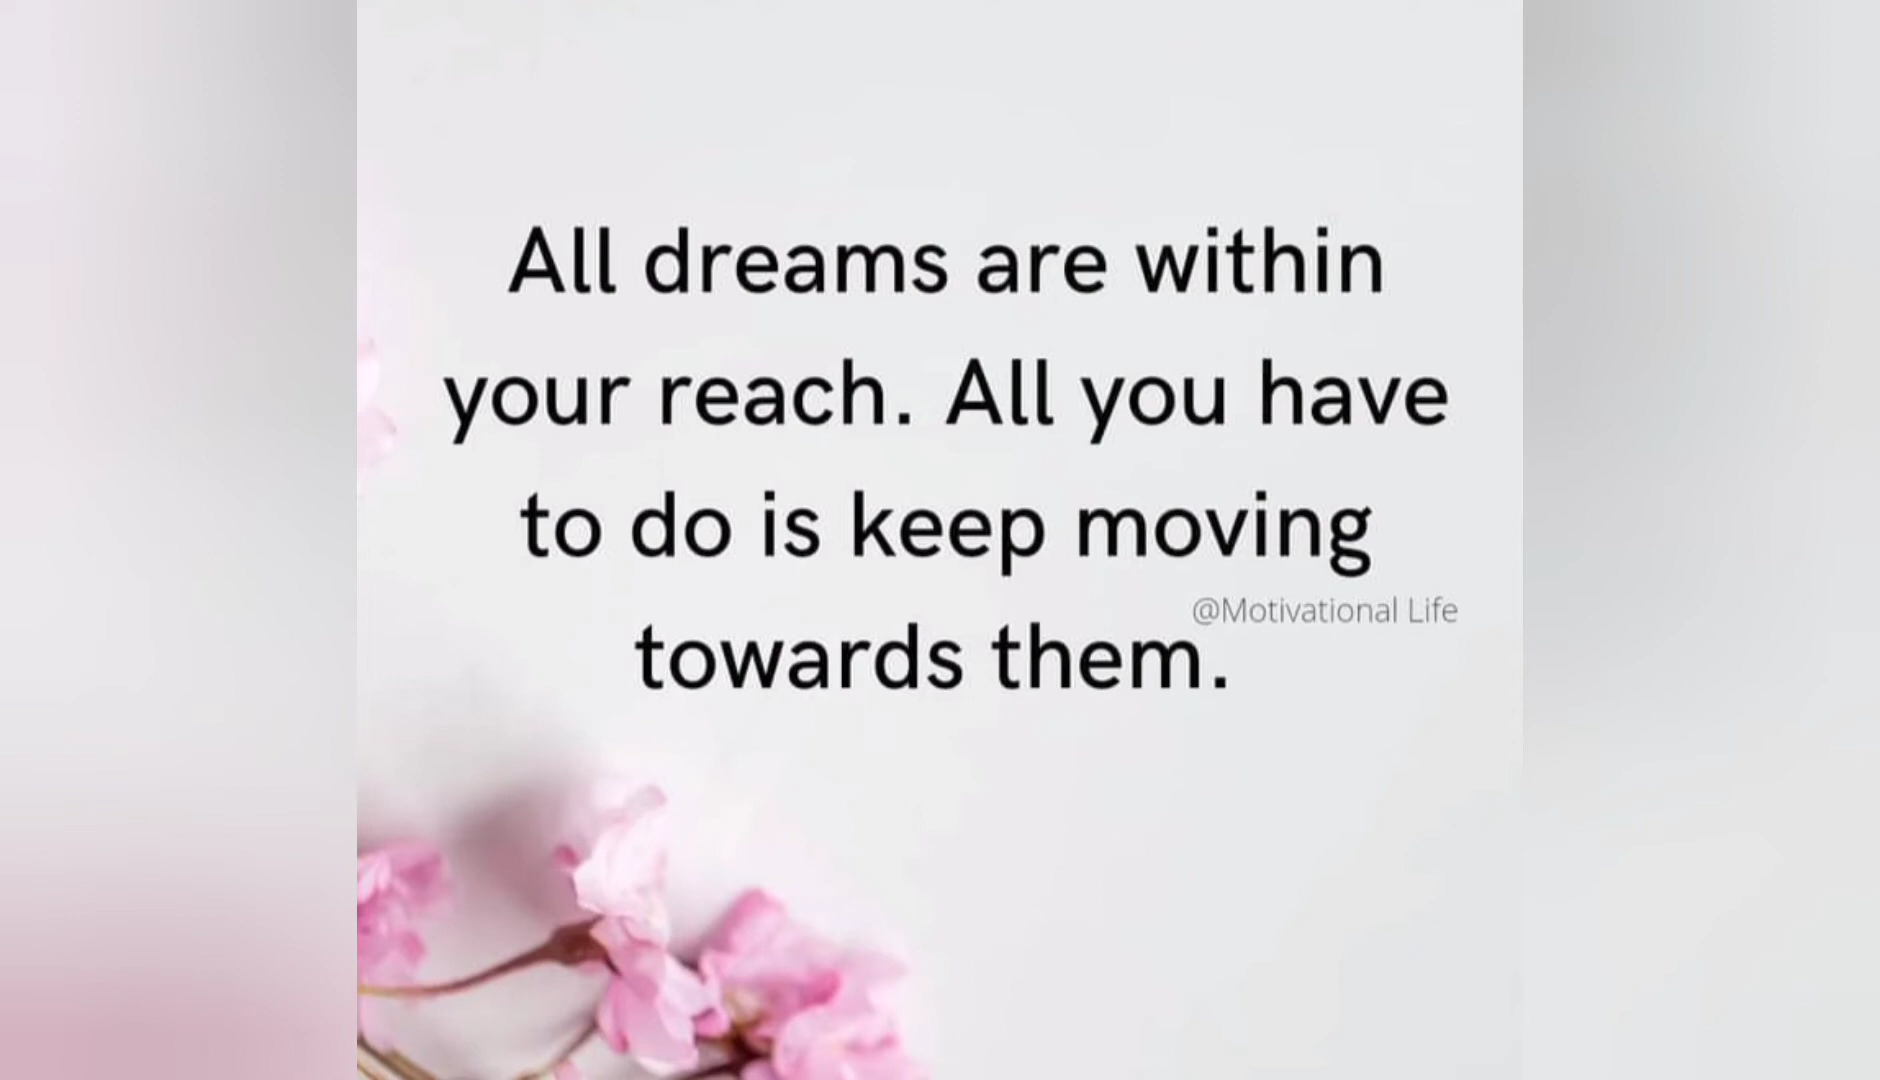 All dreams are within
your reach. All you have
to do is keep moving
@Motivational Life
towards them.